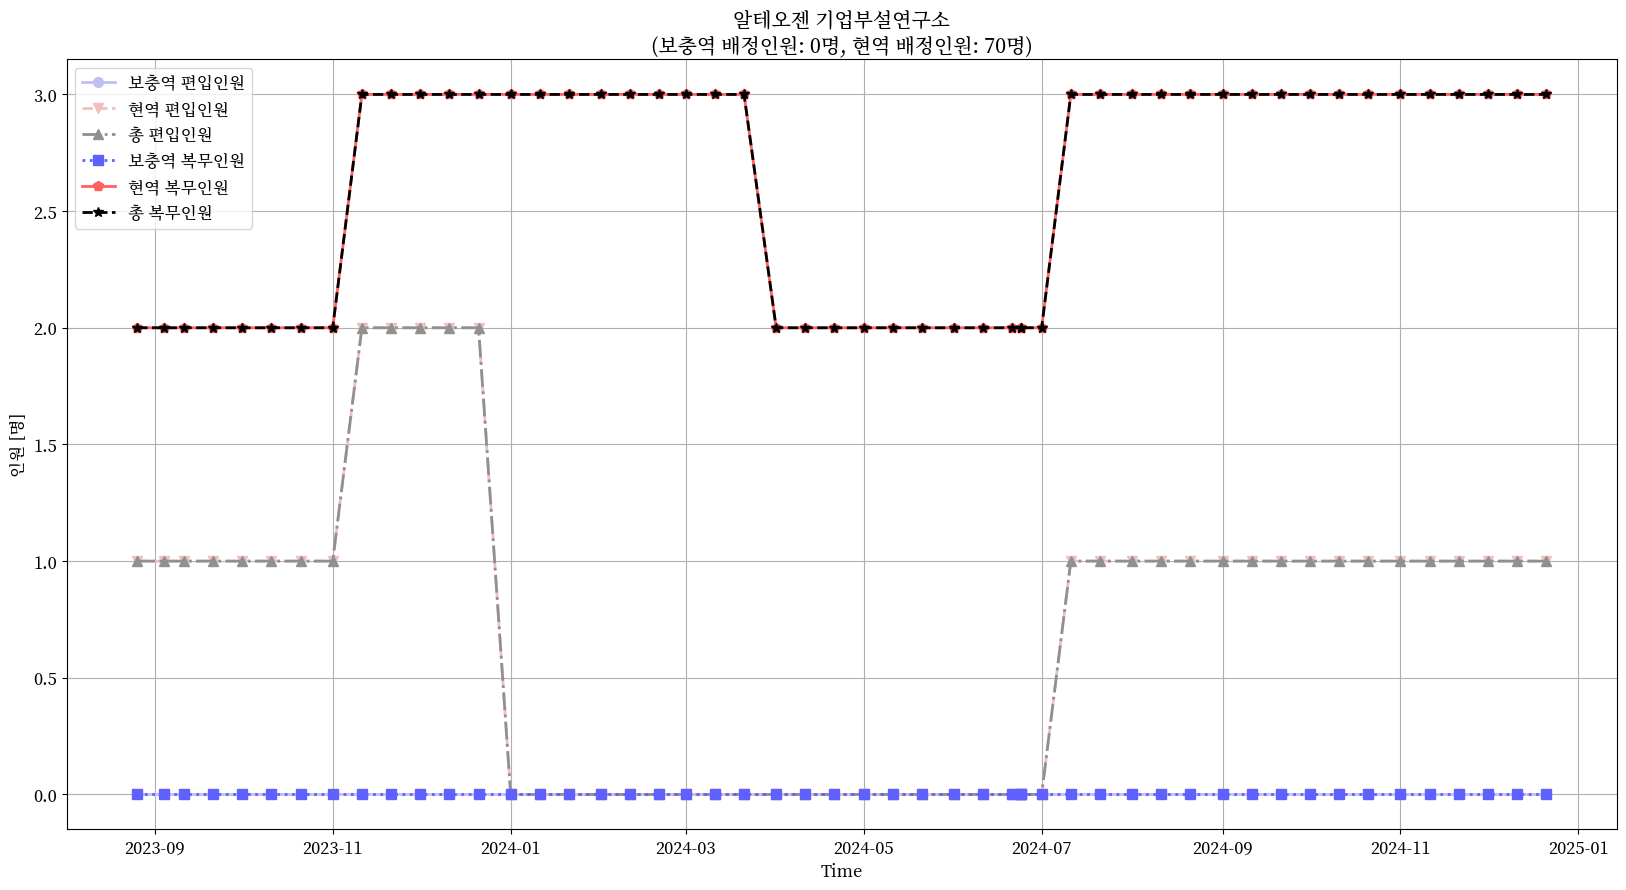 알테오젠 기업부설연구소
(보충역 배정인원: 0명, 현역 배정인원: 70명)
보충역 편입인원
현역 편입인원
총 편입인원
보충역 복무인원
현역 복무인원
총 복무인원
3.0
2.5
2.0
1.5
1.0
0.5
0.0
인원 [명]
2023-09
2023-11
2024-01
2024-03
2024-05
2024-07
2024-09
2024-11
2025-01
Time